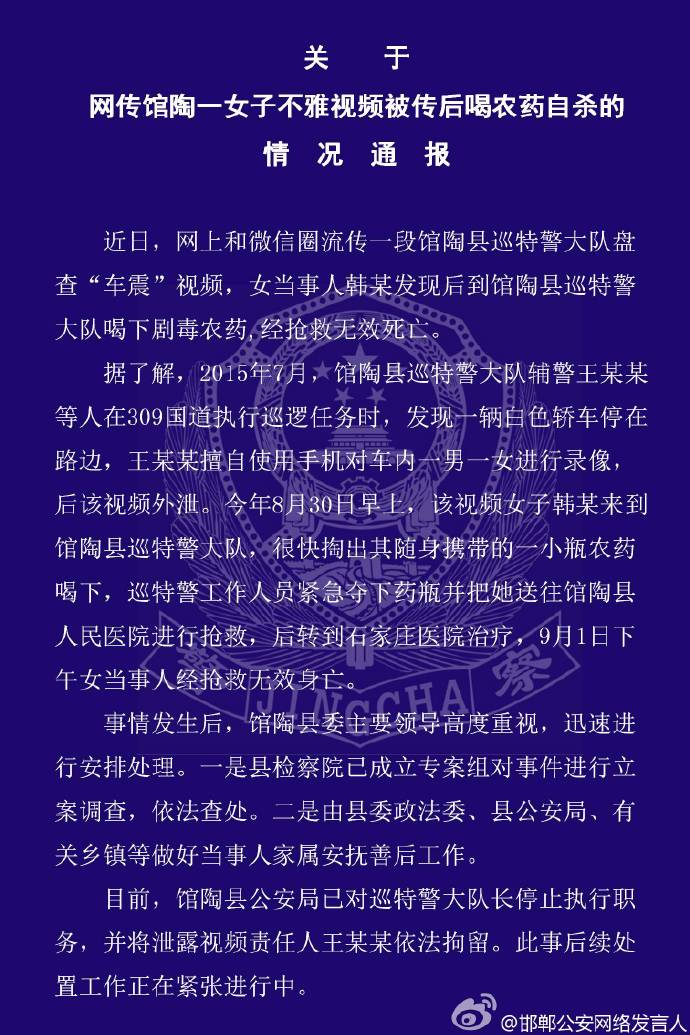 关 于
网传馆陶一女子不雅视频被传后喝农药自杀的
情 况 通 报
近日，网上和微信圈流传一段馆陶县巡特警大队盘
查“车震”视频，女当事人韩某发现后到馆陶县巡特警
大队喝下剧毒农药,经抢救无效死亡。
据了解，2015年7月，馆陶县巡特警大队辅警王某某
等人在309国道执行巡逻任务时，发现一辆白色轿车停在
路边，王某某擅自使用手机对车内一男一女进行录像，
后该视频外泄。今年8月30日早上，该视频女子韩某来到
馆陶县巡特警大队，很快掏出其随身携带的一小瓶农药
喝下，巡特警工作人员紧急夺下药瓶并把她送往馆陶县
人民医院进行抢救，后转到石家庄医院治疗，9月1日下
午女当事人经抢救无效身亡。
警 JINGCHA 察
事情发生后，馆陶县委主要领导高度重视，迅速进
行安排处理。一是县检察院已成立专案组对事件进行立
案调查，依法查处。二是由县委政法委、县公安局、有
关乡镇等做好当事人家属安抚善后工作。
目前，馆陶县公安局已对巡特警大队长停止执行职
务，并将泄露视频责任人王某某依法拘留。此事后续处
置工作正在紧张进行中。
@邯郸公安网络发言人